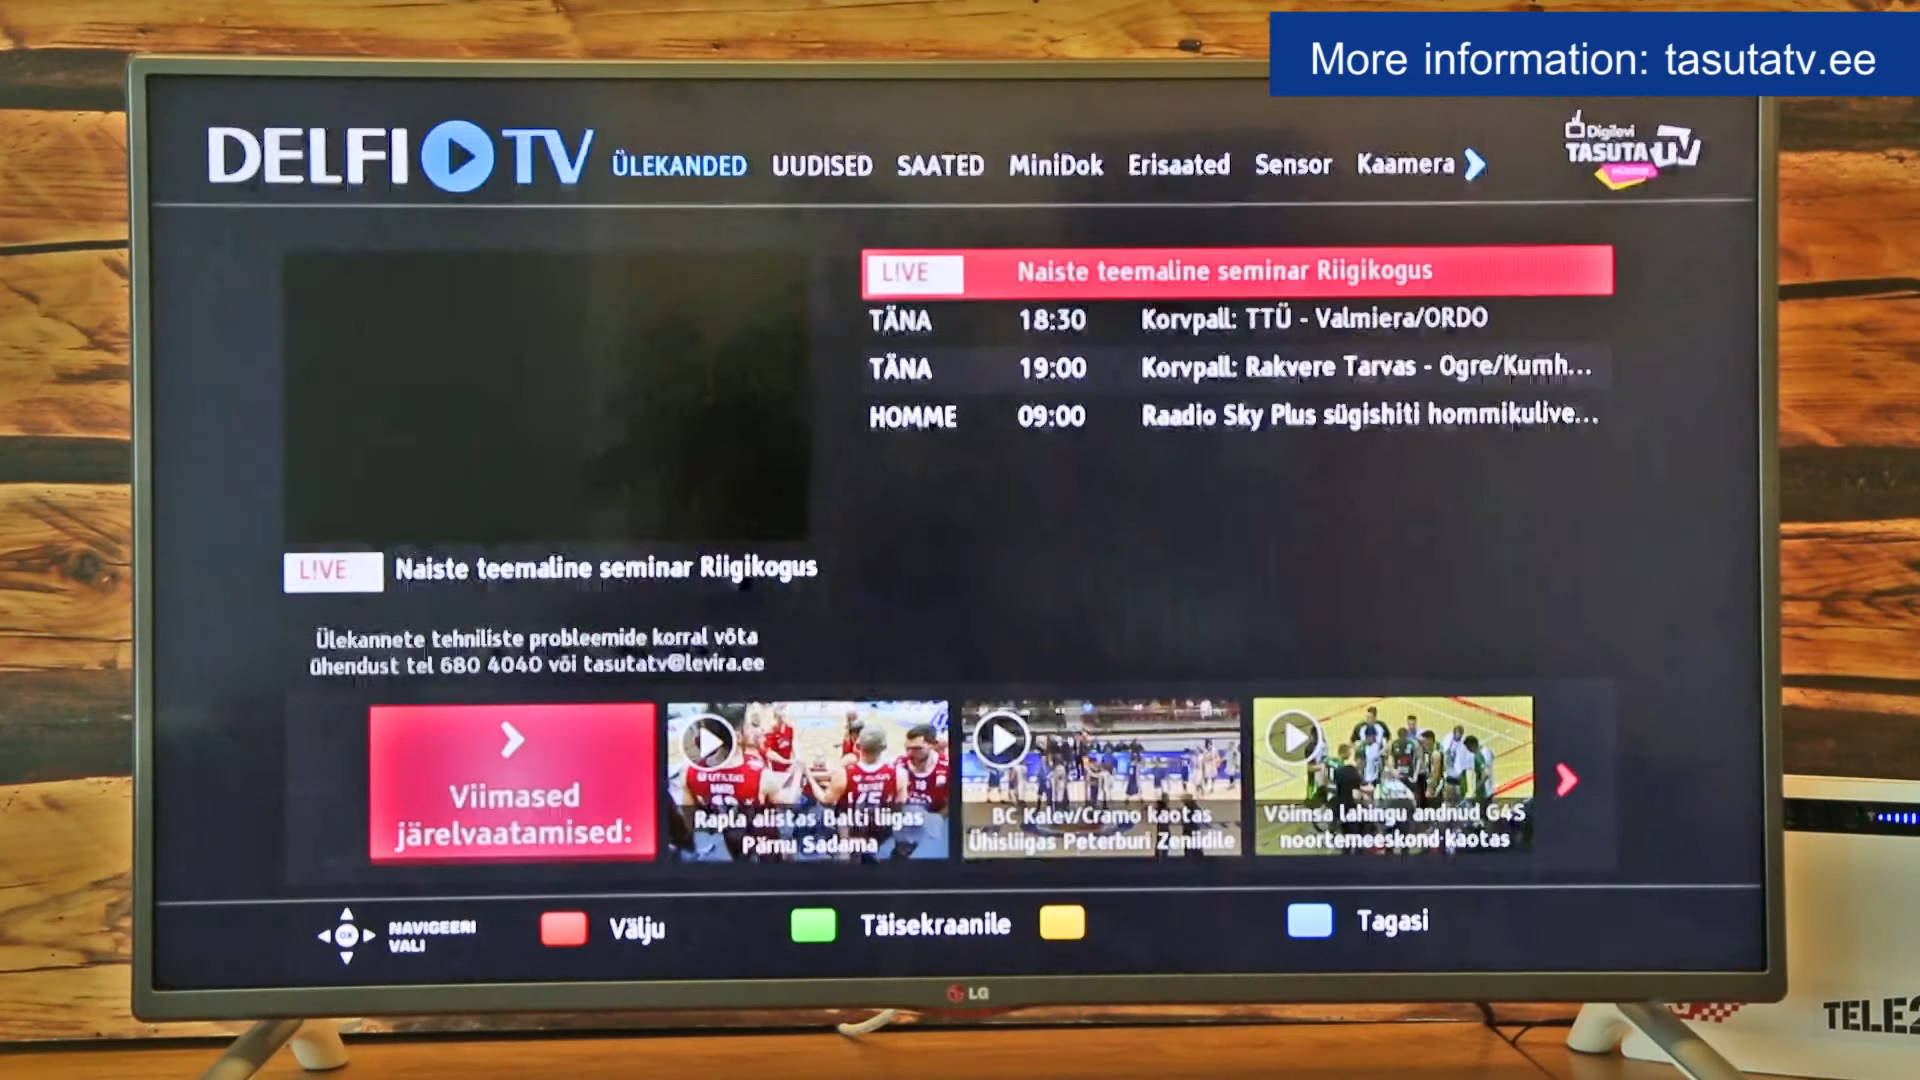 More information: tasutatv.ee
DELFI TV
ÜLEKANDED UUDISED SAATED MiniDok Erisaated Sensor Kaamera
Digilevi
TASUTA TV
LIVE Naiste teemaline seminar Riigikogus
TÄNA 18:30 Korvpall: TTÜ - Valmiera/ORDO
TÄNA 19:00 Korvpall: Rakvere Tarvas - Ogre/Kumh...
HOMME 09:00 Raadio Sky Plus sügishiti hommikulive...
LIVE Naiste teemaline seminar Riigikogus
Ülekannete tehniliste probleemide korral võta
ühendust tel 680 4040 või tasutatv@levira.ee
Viimased
järelvaatamised:
Rapla alistas Balti liigas
Pärnu Sadama
BC Kalev/Cramo kaotas
Ühisliigas Peterburi Zeniidile
Võimsa lahingu andnud G4S
noortemeeskond kaotas
OK
NAVIGEERI
VALI
Välju
Täisekraanile
Tagasi
LG
TELE2